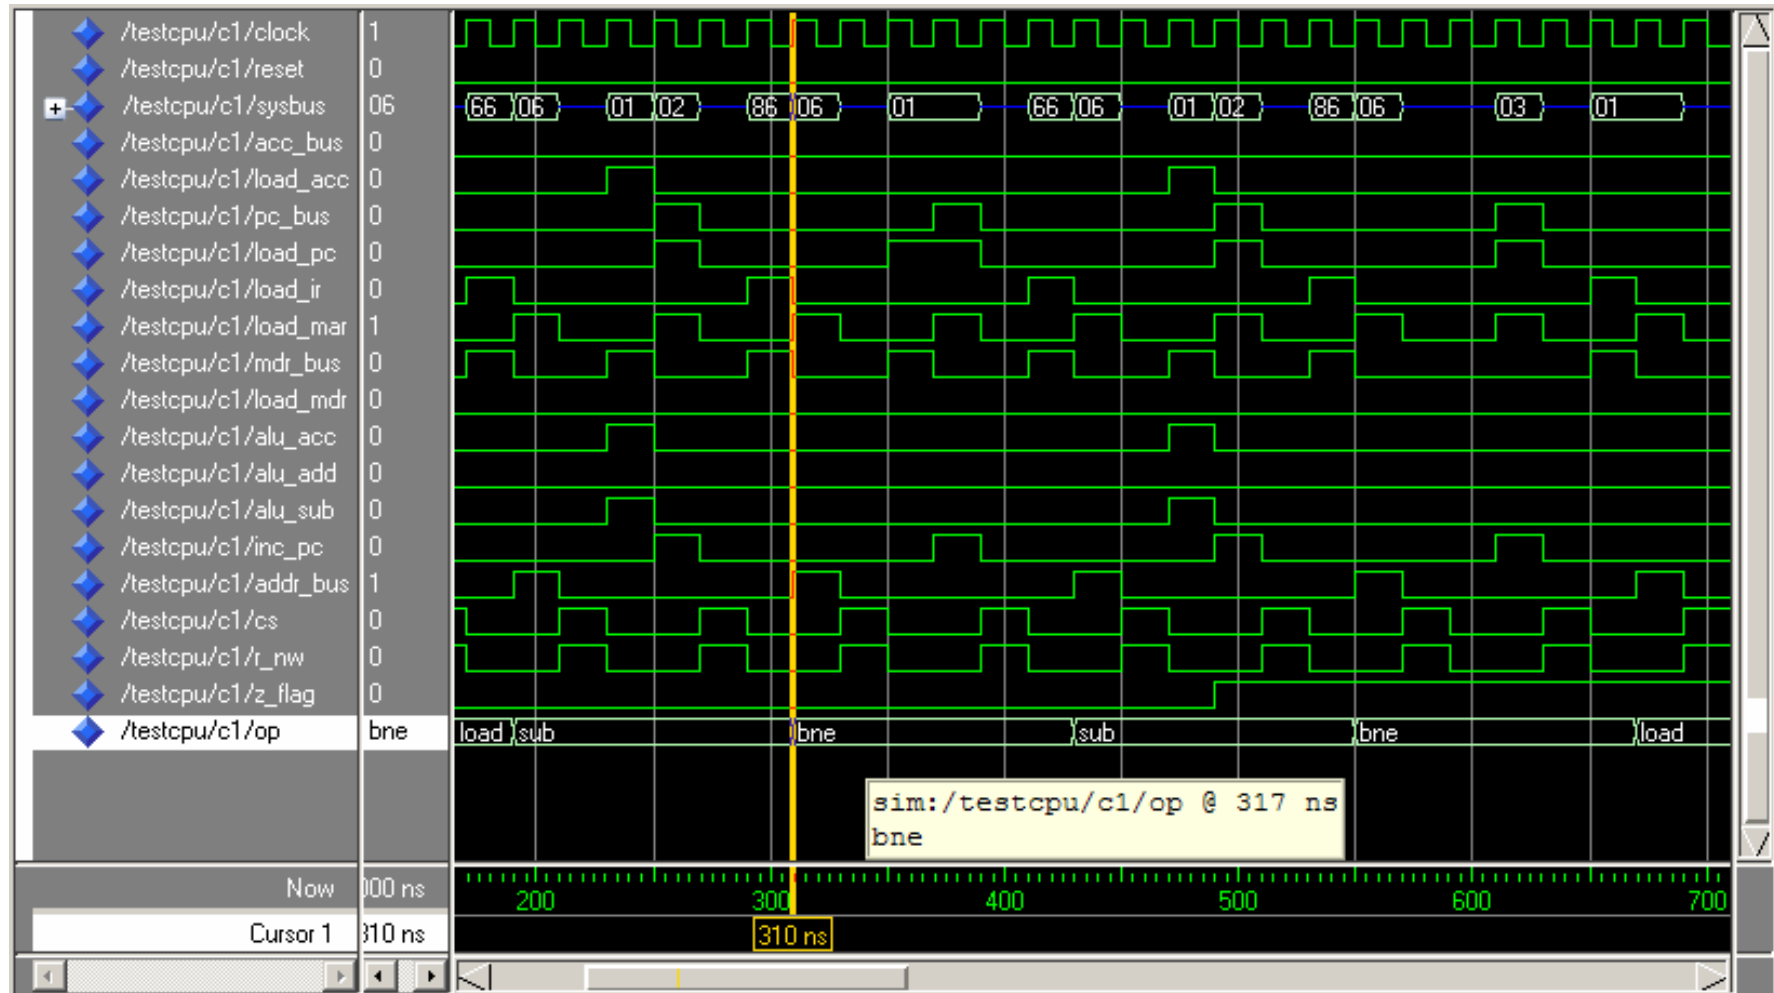 /testcpu/c1/clock 1
/testcpu/c1/reset 0
/testcpu/c1/sysbus 06 66 06 01 02 86 06 01 66 06 01 02 86 06 03 01
/testcpu/c1/acc_bus 0
/testcpu/c1/load_acc 0
/testcpu/c1/pc_bus 0
/testcpu/c1/load_pc 0
/testcpu/c1/load_ir 0
/testcpu/c1/load_mar 1
/testcpu/c1/mdr_bus 0
/testcpu/c1/load_mdr 0
/testcpu/c1/alu_acc 0
/testcpu/c1/alu_add 0
/testcpu/c1/alu_sub 0
/testcpu/c1/inc_pc 0
/testcpu/c1/addr_bus 1
/testcpu/c1/cs 0
/testcpu/c1/r_nw 0
/testcpu/c1/z_flag 0
/testcpu/c1/op bne load sub bne sub bne load
sim:/testcpu/c1/op @ 317 ns
bne
Now 000 ns 200 300 400 500 600 700
Cursor 1 310 ns 310 ns